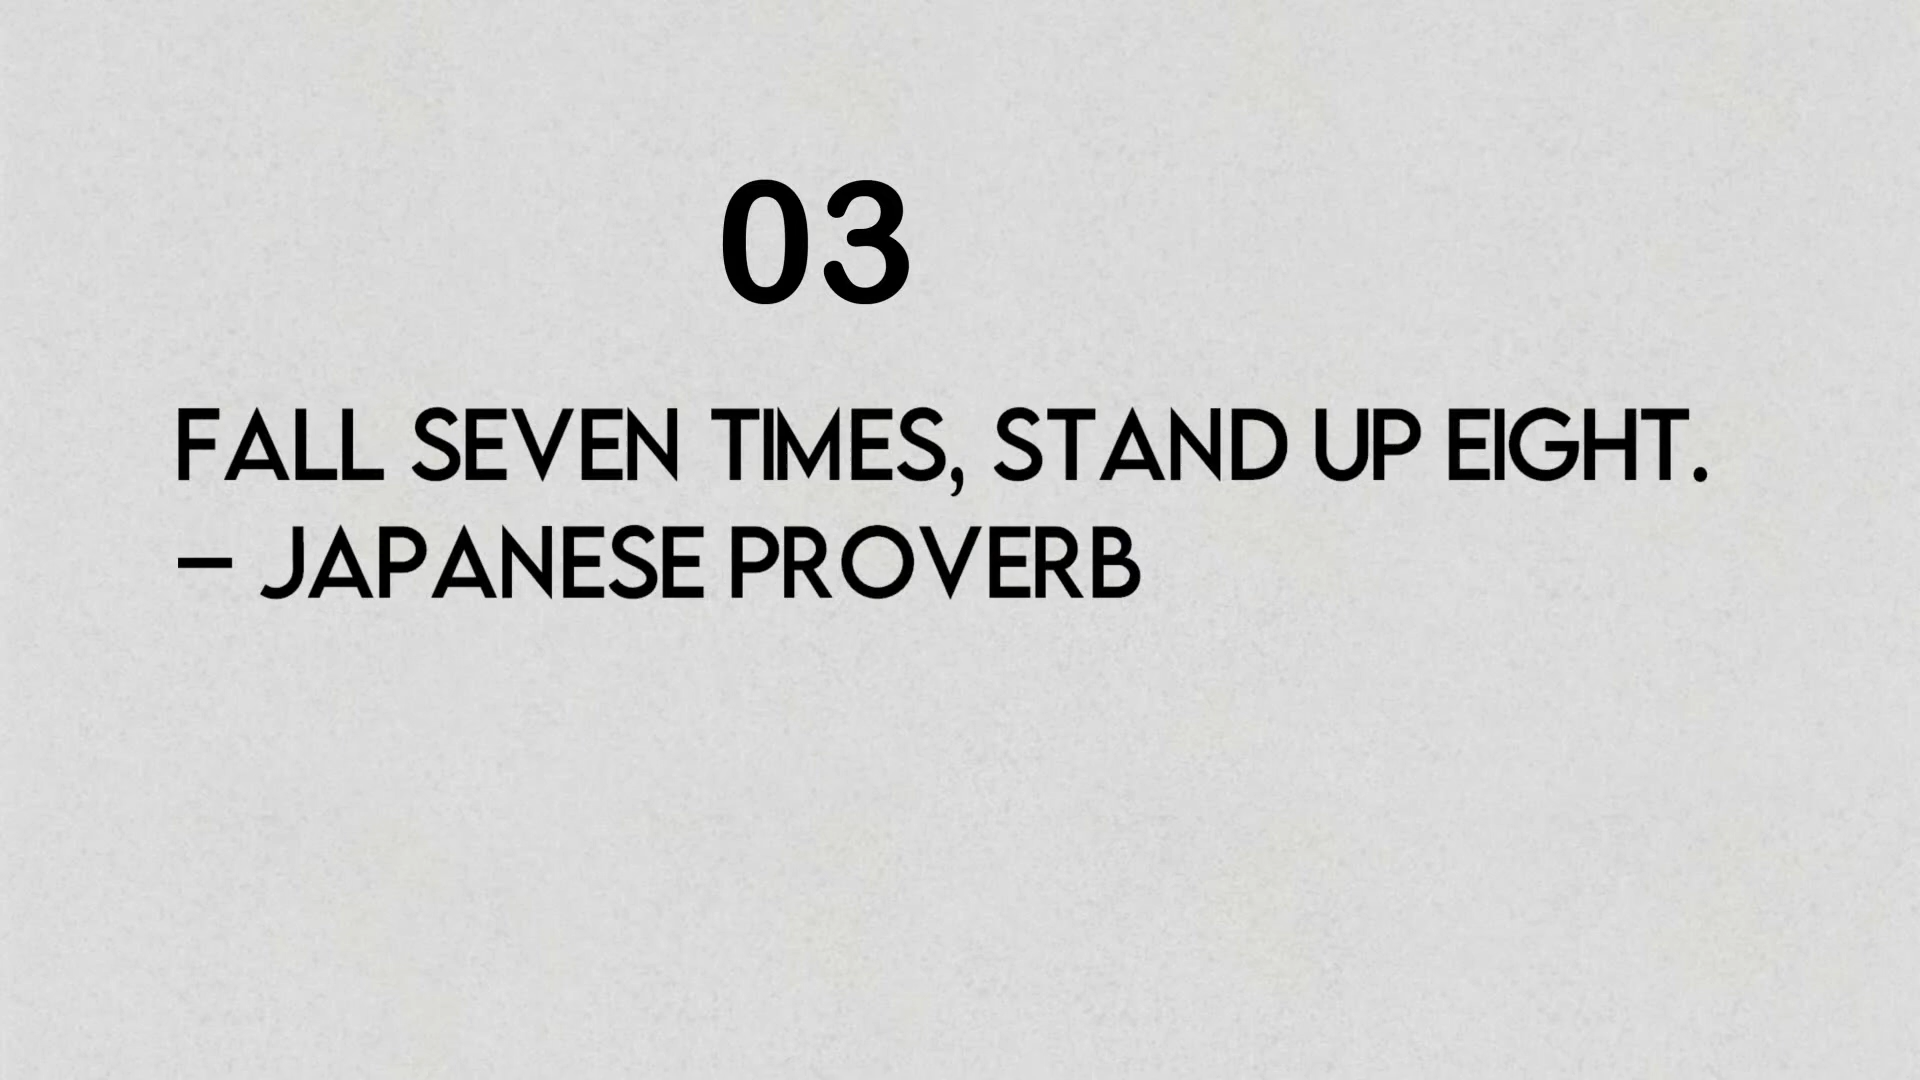 03
FALL SEVEN TIMES, STAND UP EIGHT.
– JAPANESE PROVERB